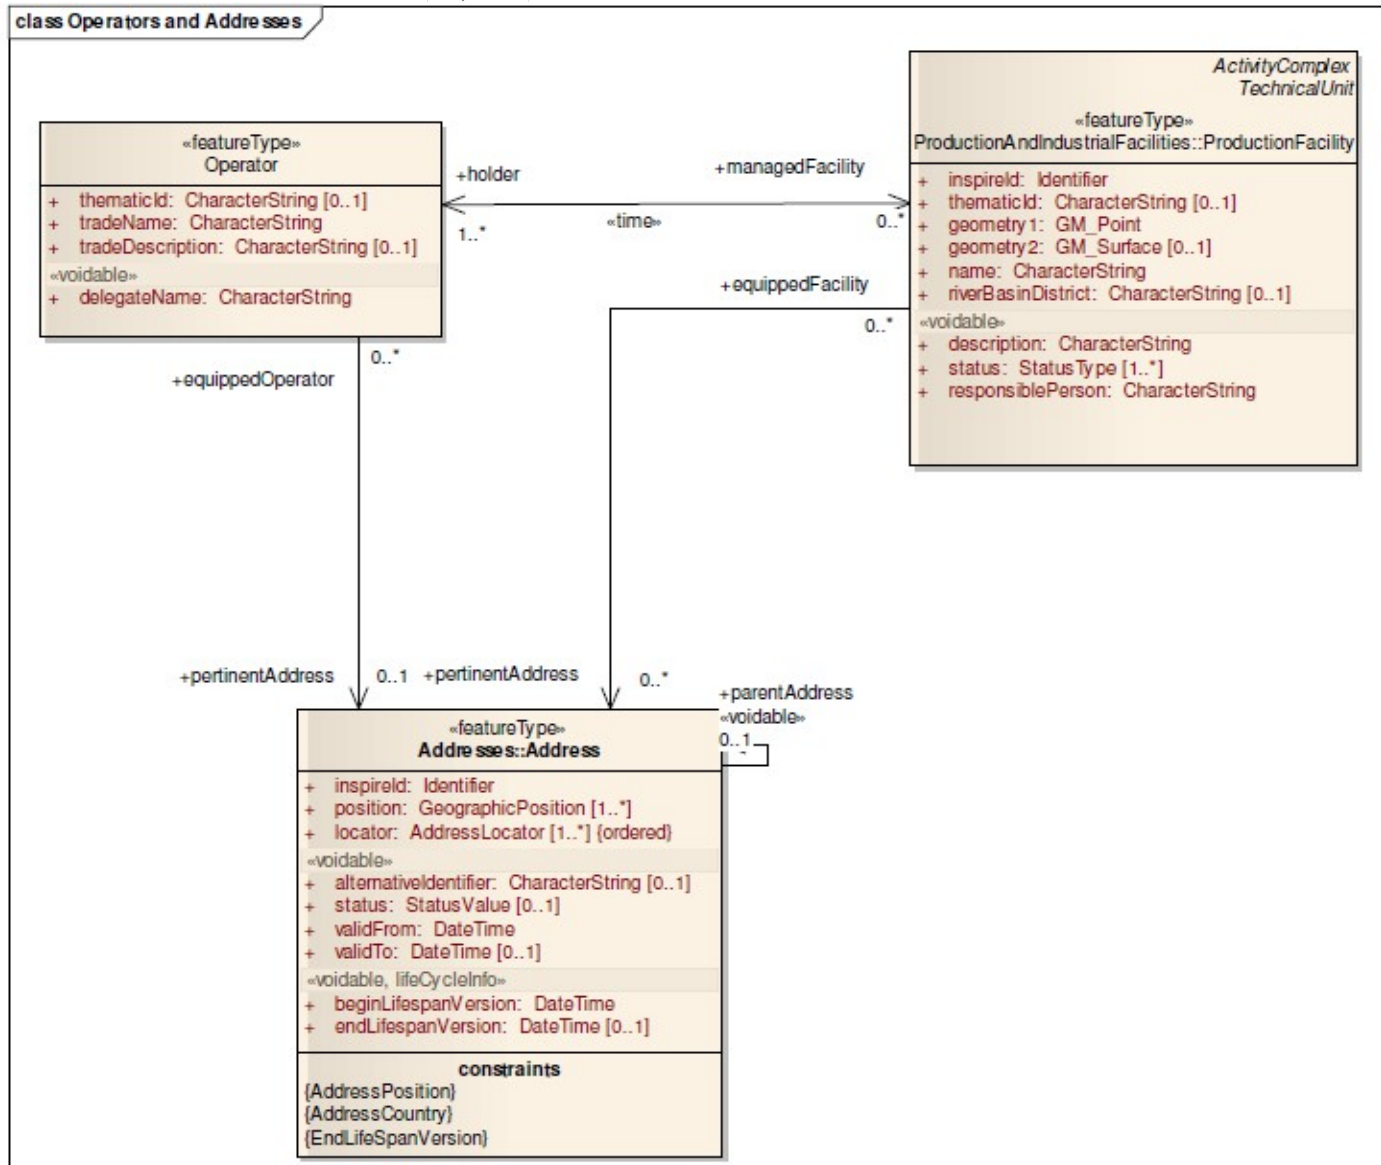 class Operators and Addresses
ActivityComplex
TechnicalUnit
«featureType»
ProductionAndIndustrialFacilities::ProductionFacility
+ inspireId: Identifier
+ thematicId: CharacterString [0..1]
+ geometry1: GM_Point
+ geometry2: GM_Surface [0..1]
+ name: CharacterString
+ riverBasinDistrict: CharacterString [0..1]
«voidable»
+ description: CharacterString
+ status: StatusType [1..*]
+ responsiblePerson: CharacterString
«featureType»
Operator
+ thematicId: CharacterString [0..1]
+ tradeName: CharacterString
+ tradeDescription: CharacterString [0..1]
«voidable»
+ delegateName: CharacterString
+holder
+managedFacility
1..*
«time»
0..*
+equippedFacility
0..*
0..*
+equippedOperator
+pertinentAddress
0..1
+pertinentAddress
0..*
+parentAddress
«voidable»
0..1
«featureType»
Addresses::Address
+ inspireId: Identifier
+ position: GeographicPosition [1..*]
+ locator: AddressLocator [1..*] {ordered}
«voidable»
+ alternativeIdentifier: CharacterString [0..1]
+ status: StatusValue [0..1]
+ validFrom: DateTime
+ validTo: DateTime [0..1]
«voidable, lifeCycleInfo»
+ beginLifespanVersion: DateTime
+ endLifespanVersion: DateTime [0..1]
constraints
{AddressPosition}
{AddressCountry}
{EndLifeSpanVersion}